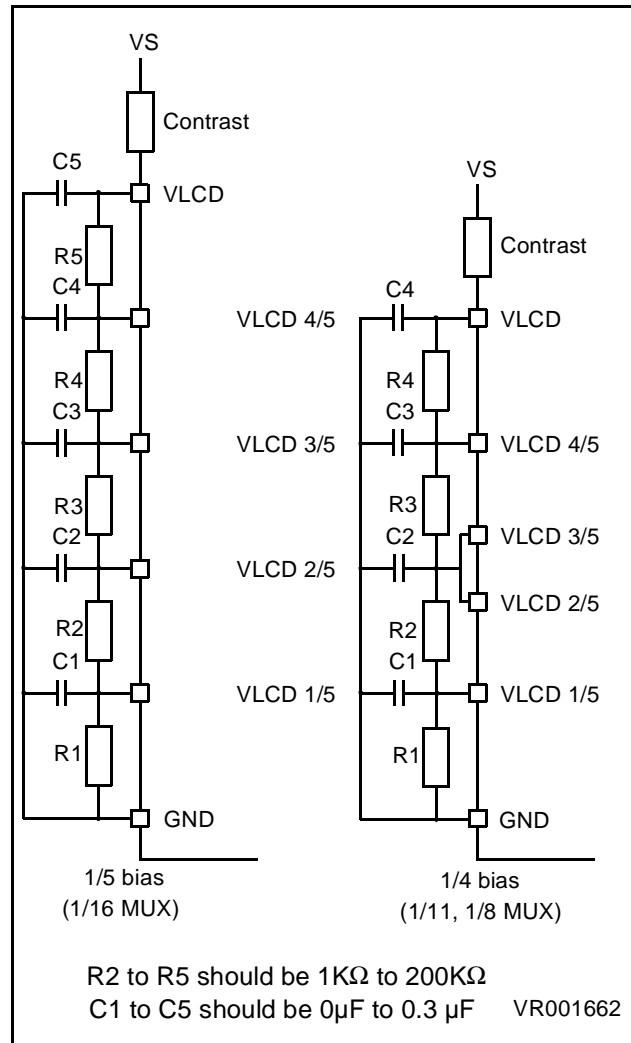 VS
Contrast
C5
VLCD
R5
C4
VLCD 4/5
R4
C3
VLCD 3/5
R3
C2
VLCD 2/5
R2
C1
VLCD 1/5
R1
GND
1/5 bias
(1/16 MUX)
VS
Contrast
C4
VLCD
R4
C3
VLCD 4/5
R3
C2
VLCD 3/5
VLCD 2/5
R2
C1
VLCD 1/5
R1
GND
1/4 bias
(1/11, 1/8 MUX)
R2 to R5 should be 1KΩ to 200KΩ
C1 to C5 should be 0µF to 0.3 µF VR001662